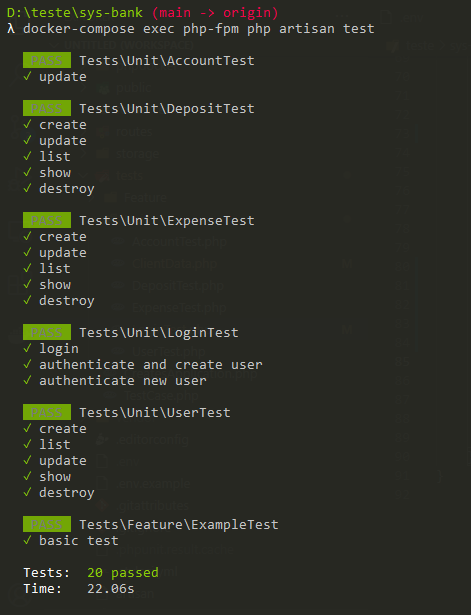 D:\teste\sys-bank (main -> origin)
λ docker-compose exec php-fpm php artisan test
PASS Tests\Unit\AccountTest
✓ update
PASS Tests\Unit\DepositTest
✓ create
✓ update
✓ list
✓ show
✓ destroy
PASS Tests\Unit\ExpenseTest
✓ create
✓ update
✓ list
✓ show
✓ destroy
PASS Tests\Unit\LoginTest
✓ login
✓ authenticate and create user
✓ authenticate new user
PASS Tests\Unit\UserTest
✓ create
✓ list
✓ update
✓ show
✓ destroy
PASS Tests\Feature\ExampleTest
✓ basic test
Tests: 20 passed
Time: 22.06s